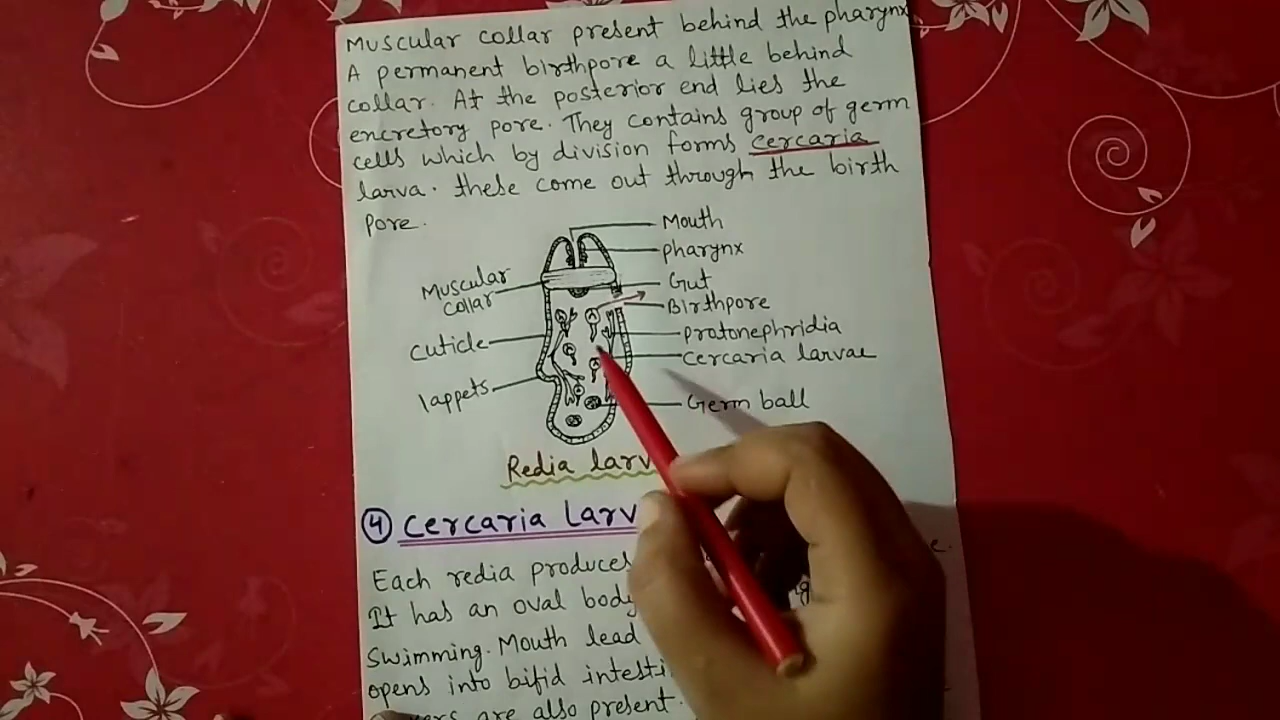 Muscular collar present behind the pharynx
A permanent birthpore a little behind
collar. At the posterior end lies the
encretory pore. They contains group of germ
cells which by division forms cercaria
larva. these come out through the birth
pore.
Mouth
pharynx
Muscular
collar
Gut
Birthpore
cuticle
protonephridia
Cercaria larvae
lappets
Germ ball
Redia larv
4 Cercaria Larv
Each redia produces
It has an oval body
swimming. Mouth lead
opens into bifid intesti
are also present.